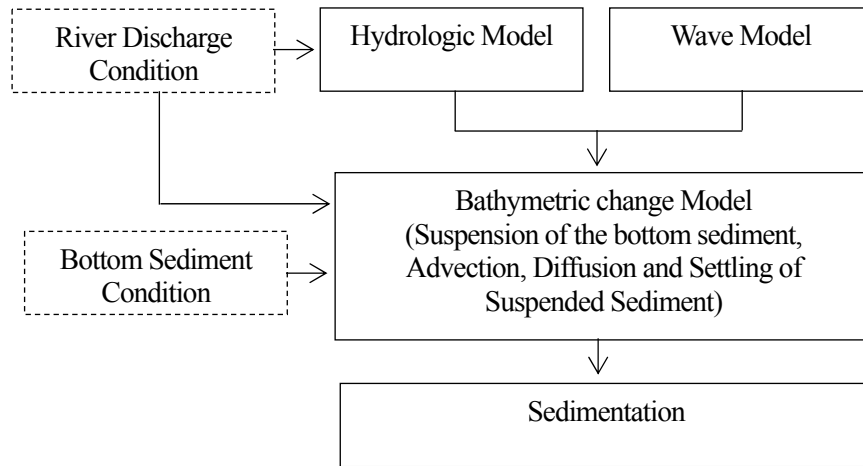 River Discharge
Condition
Hydrologic Model
Wave Model
Bathymetric change Model
(Suspension of the bottom sediment,
Advection, Diffusion and Settling of
Suspended Sediment)
Bottom Sediment
Condition
Sedimentation